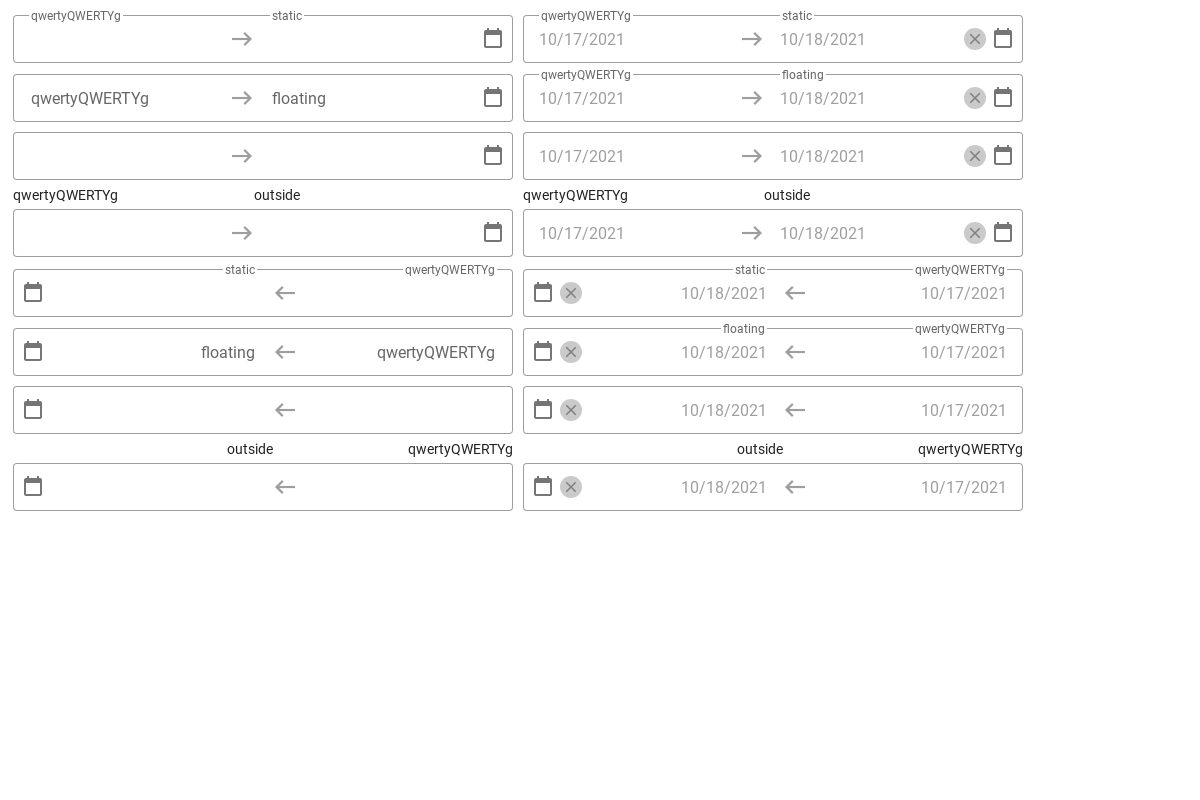 qwertyQWERTYg static qwertyQWERTYg static
10/17/2021 10/18/2021
qwertyQWERTYg floating
qwertyQWERTYg floating 10/17/2021 10/18/2021
10/17/2021 10/18/2021
qwertyQWERTYg outside qwertyQWERTYg outside
10/17/2021 10/18/2021
static qwertyQWERTYg static qwertyQWERTYg
10/18/2021 10/17/2021
floating qwertyQWERTYg
floating qwertyQWERTYg 10/18/2021 10/17/2021
10/18/2021 10/17/2021
outside qwertyQWERTYg outside qwertyQWERTYg
10/18/2021 10/17/2021